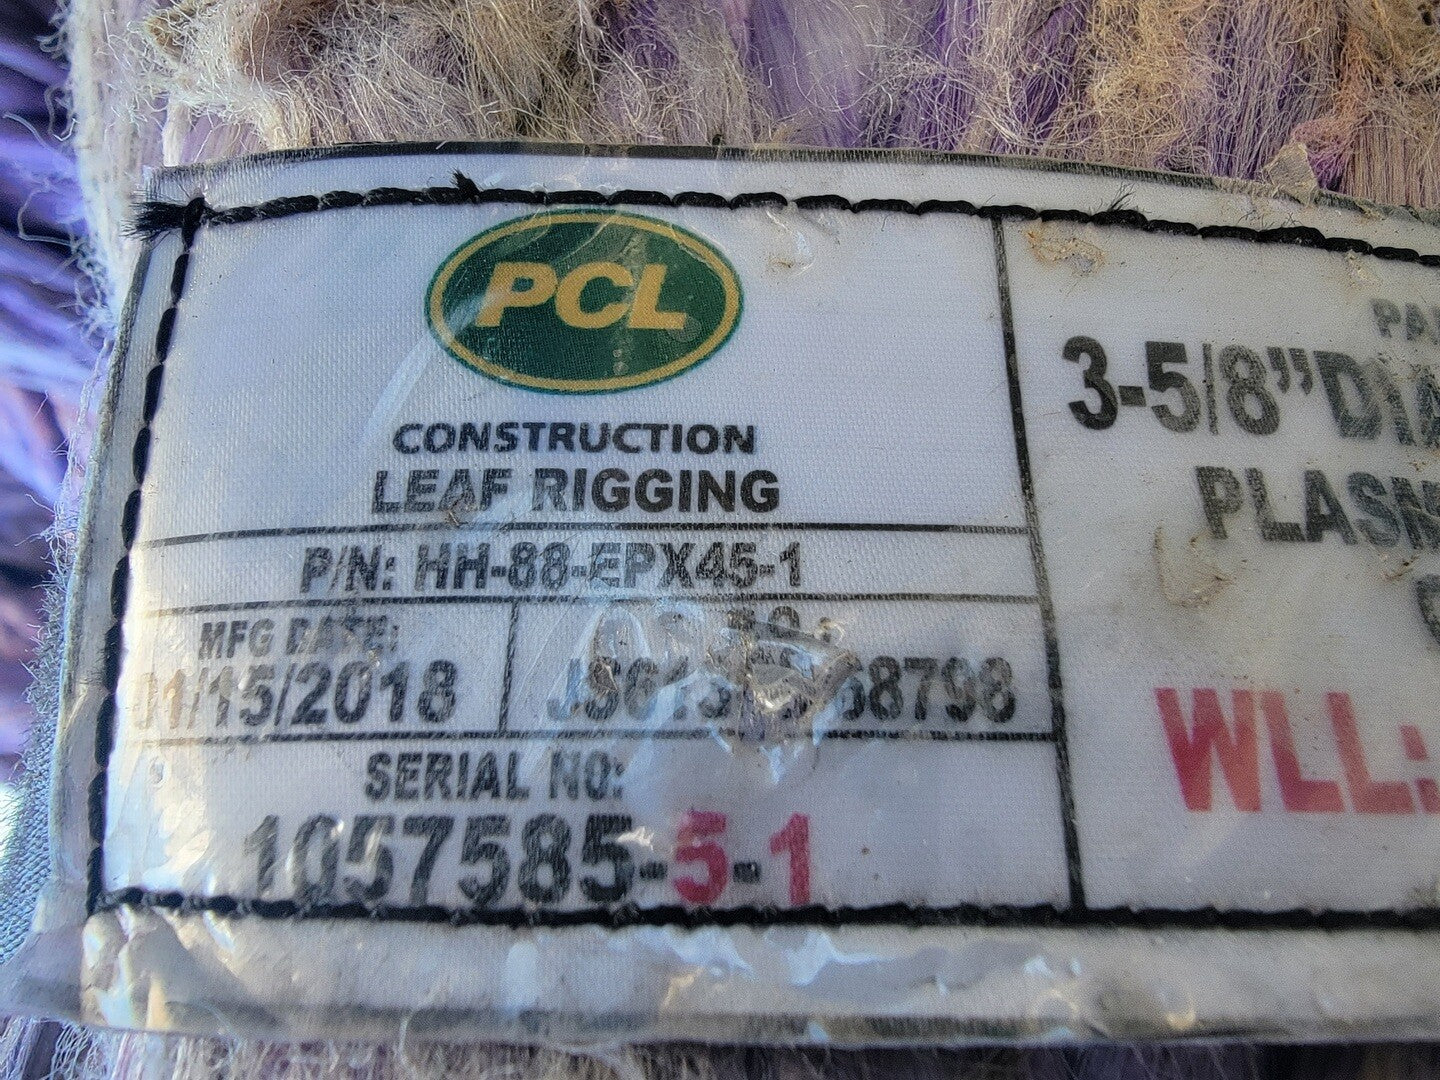 PCL
CONSTRUCTION
LEAF RIGGING
P/N: HH-88-EPX45-1
MFG DATE:
/15/2018
SERIAL NO:
1057585-5-1
3-5/8"
WLL: